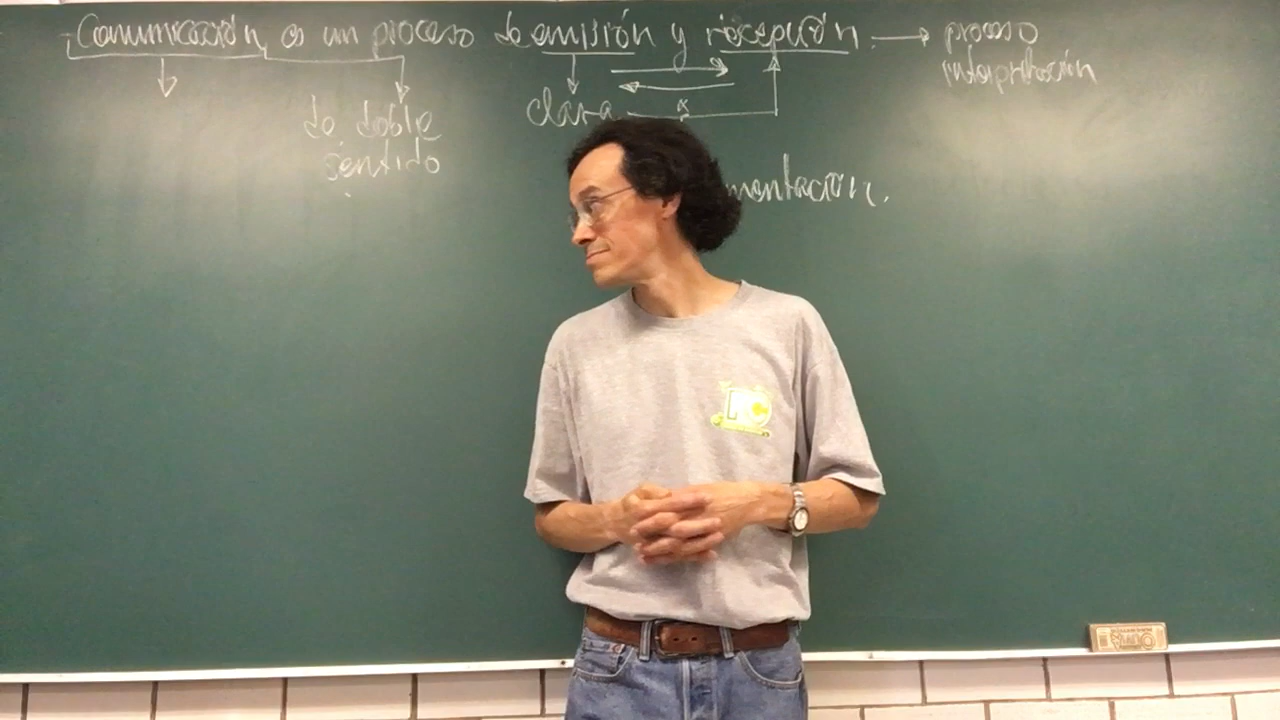 Comunicación, es un proceso de emisión y recepción. → proceso
interpretación
clara x
de doble
sentido
mentación.